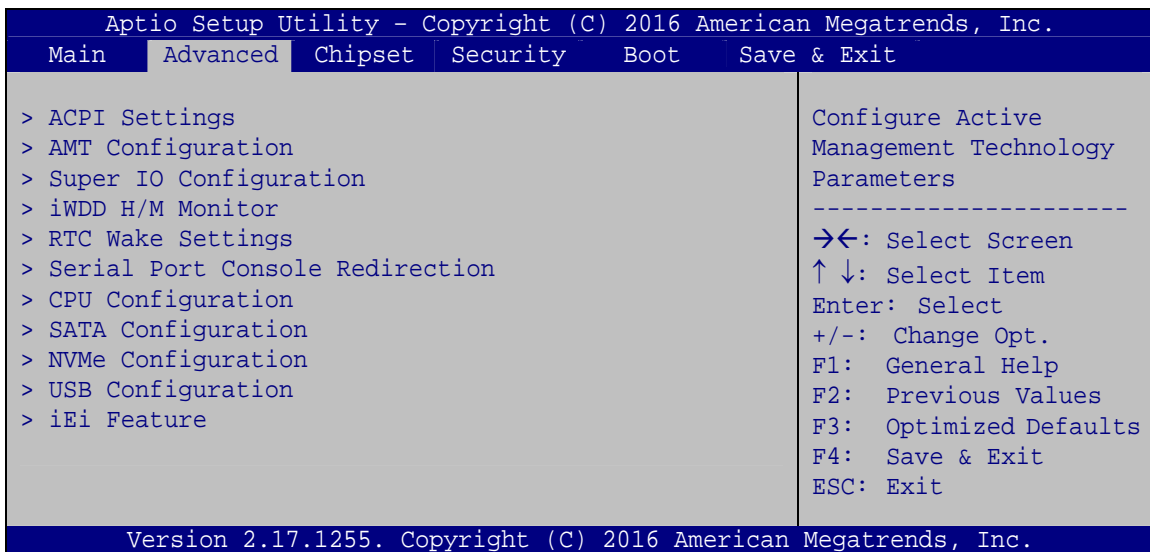 Aptio Setup Utility – Copyright (C) 2016 American Megatrends, Inc.
Main Advanced Chipset Security Boot Save & Exit
> ACPI Settings
> AMT Configuration
> Super IO Configuration
> iWDD H/M Monitor
> RTC Wake Settings
> Serial Port Console Redirection
> CPU Configuration
> SATA Configuration
> NVMe Configuration
> USB Configuration
> iEi Feature
Configure Active
Management Technology
Parameters
----------------------
→←: Select Screen
↑ ↓: Select Item
Enter: Select
+/-: Change Opt.
F1: General Help
F2: Previous Values
F3: Optimized Defaults
F4: Save & Exit
ESC: Exit
Version 2.17.1255. Copyright (C) 2016 American Megatrends, Inc.